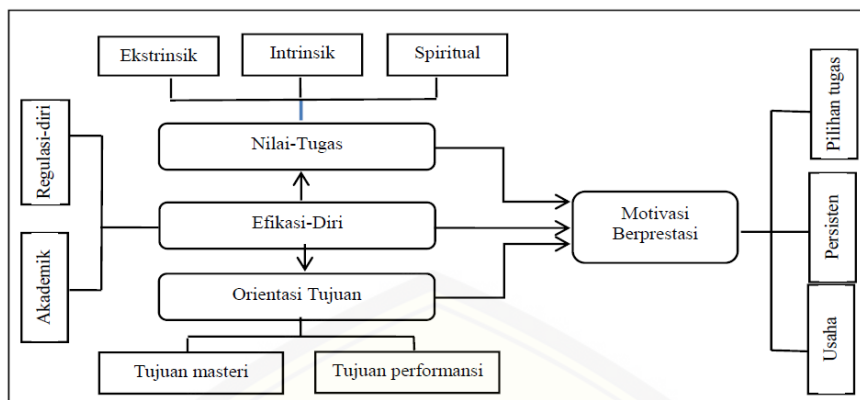 Ekstrinsik
Intrinsik
Spiritual
Regulasi-diri
Nilai-Tugas
Pilihan tugas
Efikasi-Diri
Motivasi
Berprestasi
Persisten
Akademik
Orientasi Tujuan
Usaha
Tujuan masteri
Tujuan performansi